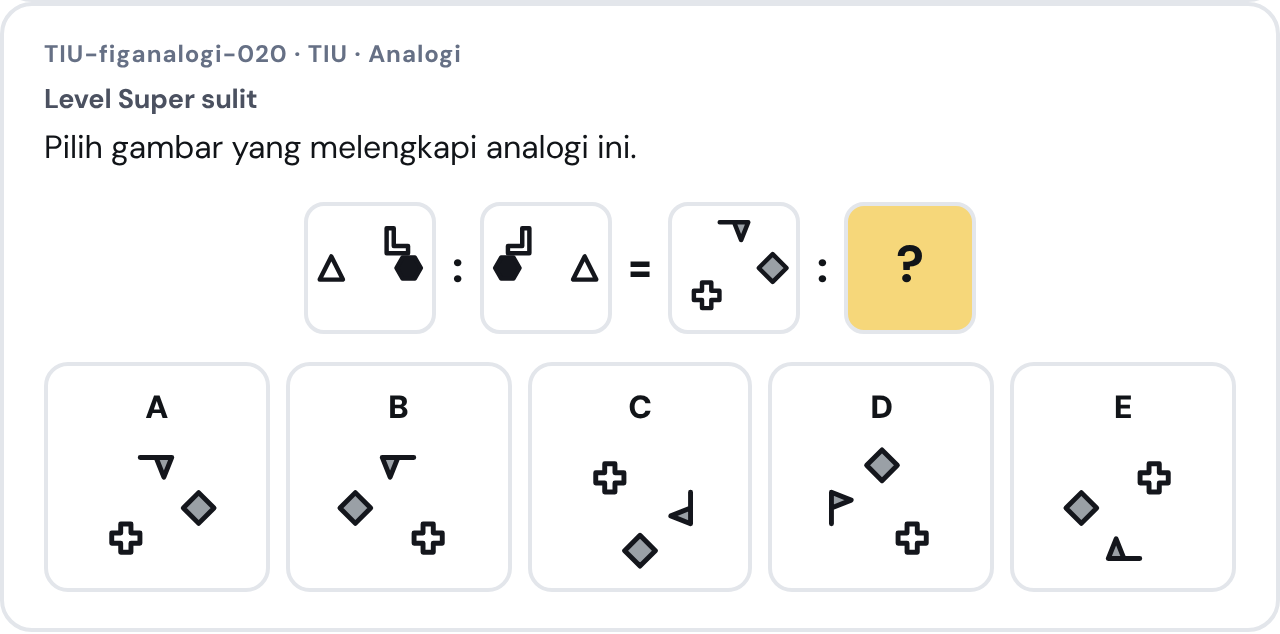 TIU-figanalogi-020 · TIU · Analogi
Level Super sulit
Pilih gambar yang melengkapi analogi ini.
: = : ?
A B C D E